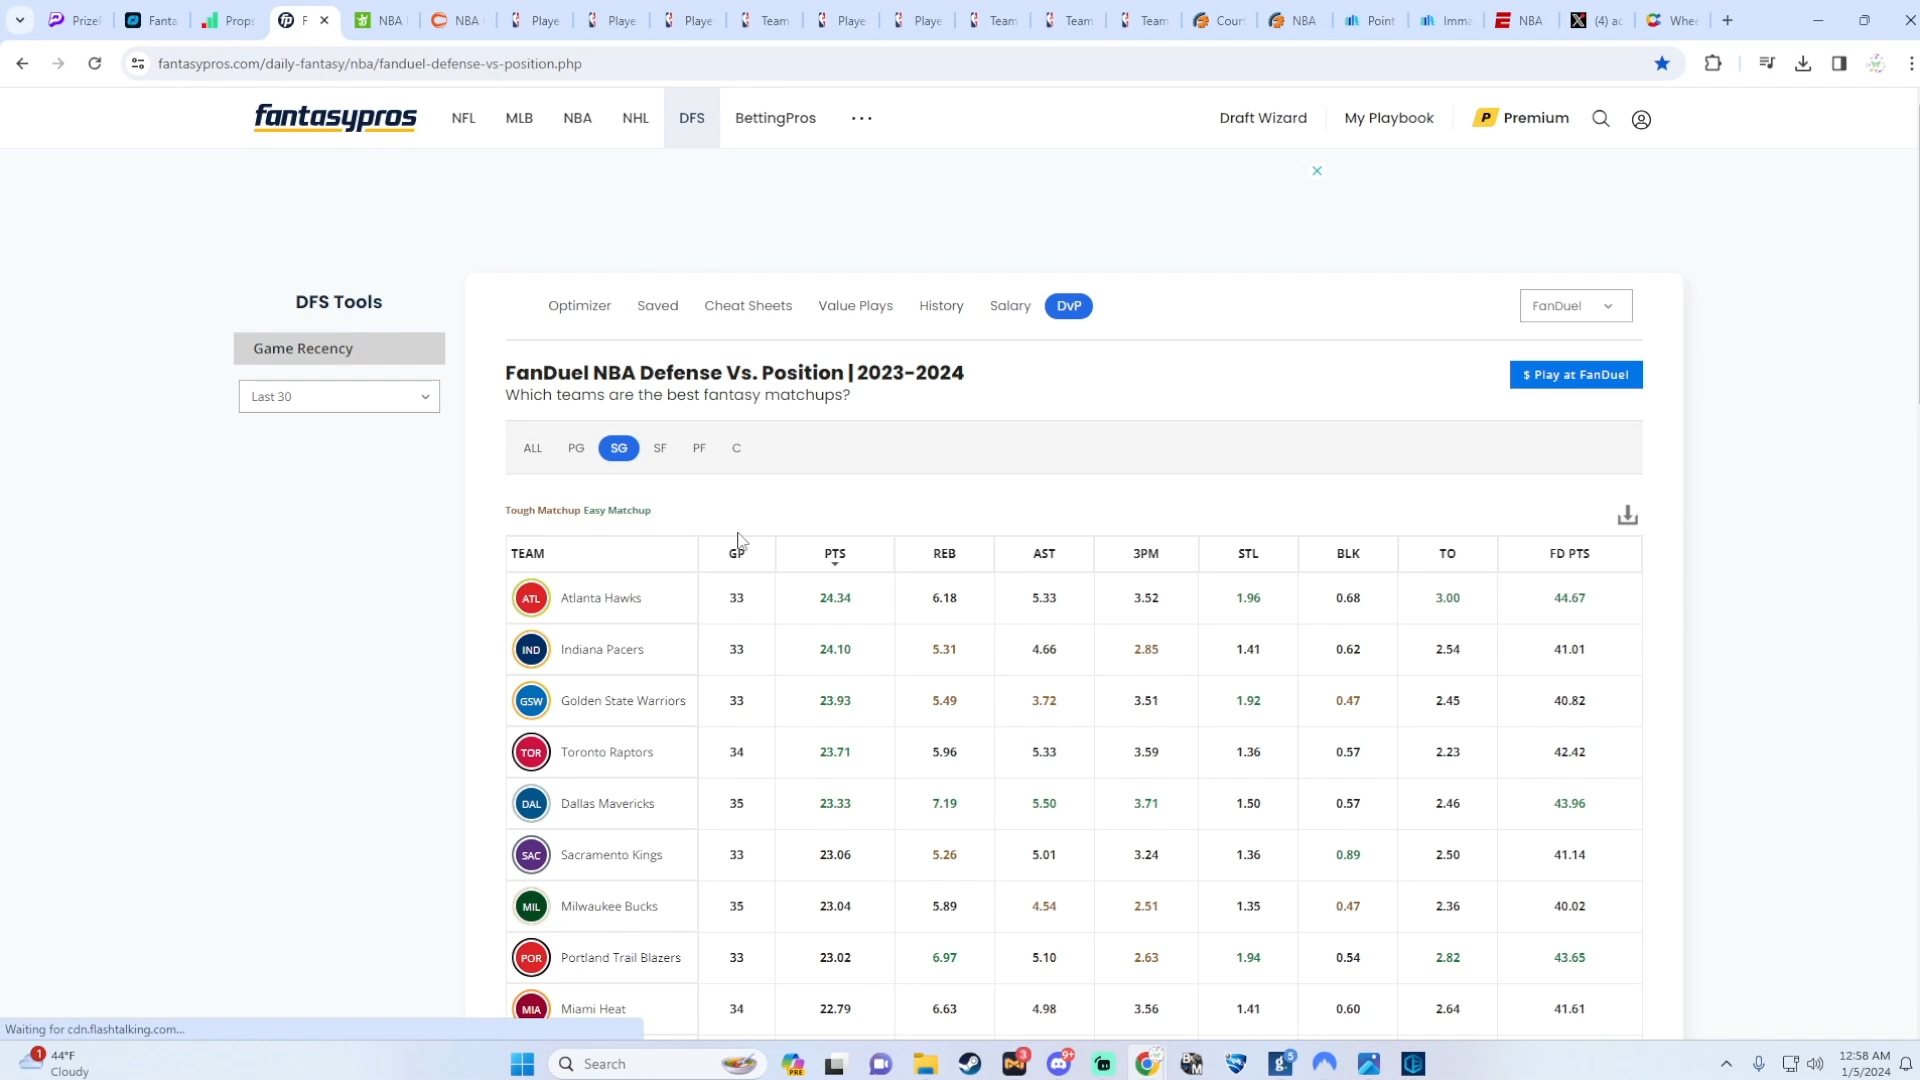 Prize Fanta Props F NBA NBA Playe Playe Playe Team Playe Playe Team Team Team Court NBA Point Imma NBA (4) ac Whee
fantasypros.com/daily-fantasy/nba/fanduel-defense-vs-position.php
fantasypros NFL MLB NBA NHL DFS BettingPros ••• Draft Wizard My Playbook P Premium
DFS Tools
Game Recency
Last 30
Optimizer Saved Cheat Sheets Value Plays History Salary DvP FanDuel
FanDuel NBA Defense Vs. Position | 2023-2024
Which teams are the best fantasy matchups?
$ Play at FanDuel
ALL PG SG SF PF C
Tough Matchup Easy Matchup
TEAM GP PTS REB AST 3PM STL BLK TO FD PTS
ATL Atlanta Hawks 33 24.34 6.18 5.33 3.52 1.96 0.68 3.00 44.67
IND Indiana Pacers 33 24.10 5.31 4.66 2.85 1.41 0.62 2.54 41.01
GSW Golden State Warriors 33 23.93 5.49 3.72 3.51 1.92 0.47 2.45 40.82
TOR Toronto Raptors 34 23.71 5.96 5.33 3.59 1.36 0.57 2.23 42.42
DAL Dallas Mavericks 35 23.33 7.19 5.50 3.71 1.50 0.57 2.46 43.96
SAC Sacramento Kings 33 23.06 5.26 5.01 3.24 1.36 0.89 2.50 41.14
MIL Milwaukee Bucks 35 23.04 5.89 4.54 2.51 1.35 0.47 2.36 40.02
POR Portland Trail Blazers 33 23.02 6.97 5.10 2.63 1.94 0.54 2.82 43.65
MIA Miami Heat 34 22.79 6.63 4.98 3.56 1.41 0.60 2.64 41.61
Waiting for cdn.flashtalking.com...
1 44°F
Cloudy
Search PRE 3 9+ 5
12:58 AM
1/5/2024